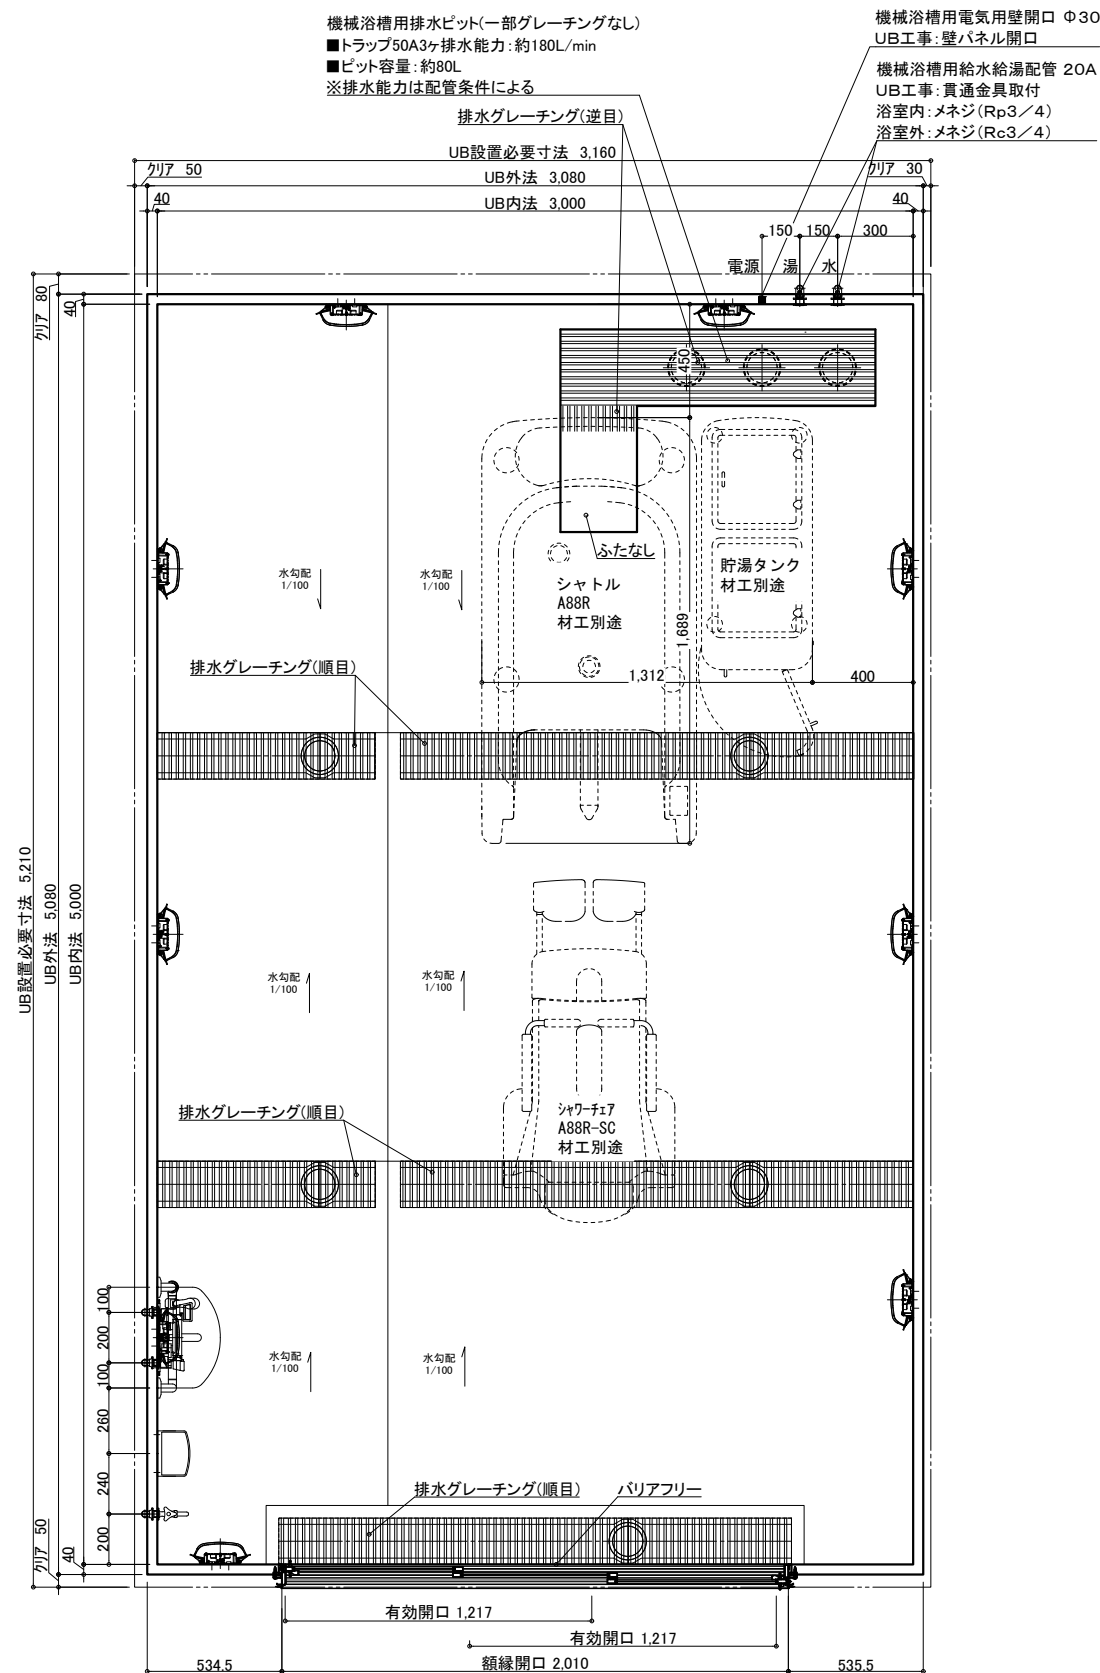 機械浴槽用排水ピット(一部グレーチングなし)
■トラップ50A3ヶ排水能力:約180L/min
■ピット容量:約80L
※排水能力は配管条件による
機械浴槽用電気用壁開口 Φ30
UB工事:壁パネル開口
機械浴槽用給水給湯配管 20A
UB工事:貫通金具取付
浴室内:メネジ(Rp3/4)
浴室外:メネジ(Rc3/4)
排水グレーチング(逆目)
UB設置必要寸法 3,160
クリア 50
UB外法 3,080
クリア 30
40
UB内法 3,000
40
150
150
300
電源
湯
水
クリア 80
40
450
ふたなし
シャトル
A88R
材工別途
貯湯タンク
材工別途
水勾配
1/100
水勾配
1/100
1,689
1,312
400
排水グレーチング(順目)
UB設置必要寸法 5,210
UB外法 5,080
UB内法 5,000
水勾配
1/100
水勾配
1/100
排水グレーチング(順目)
シャワーチェア
A88R-SC
材工別途
100
200
100
260
240
200
水勾配
1/100
水勾配
1/100
クリア 50
40
排水グレーチング(順目)
バリアフリー
有効開口 1,217
有効開口 1,217
534.5
額縁開口 2,010
535.5